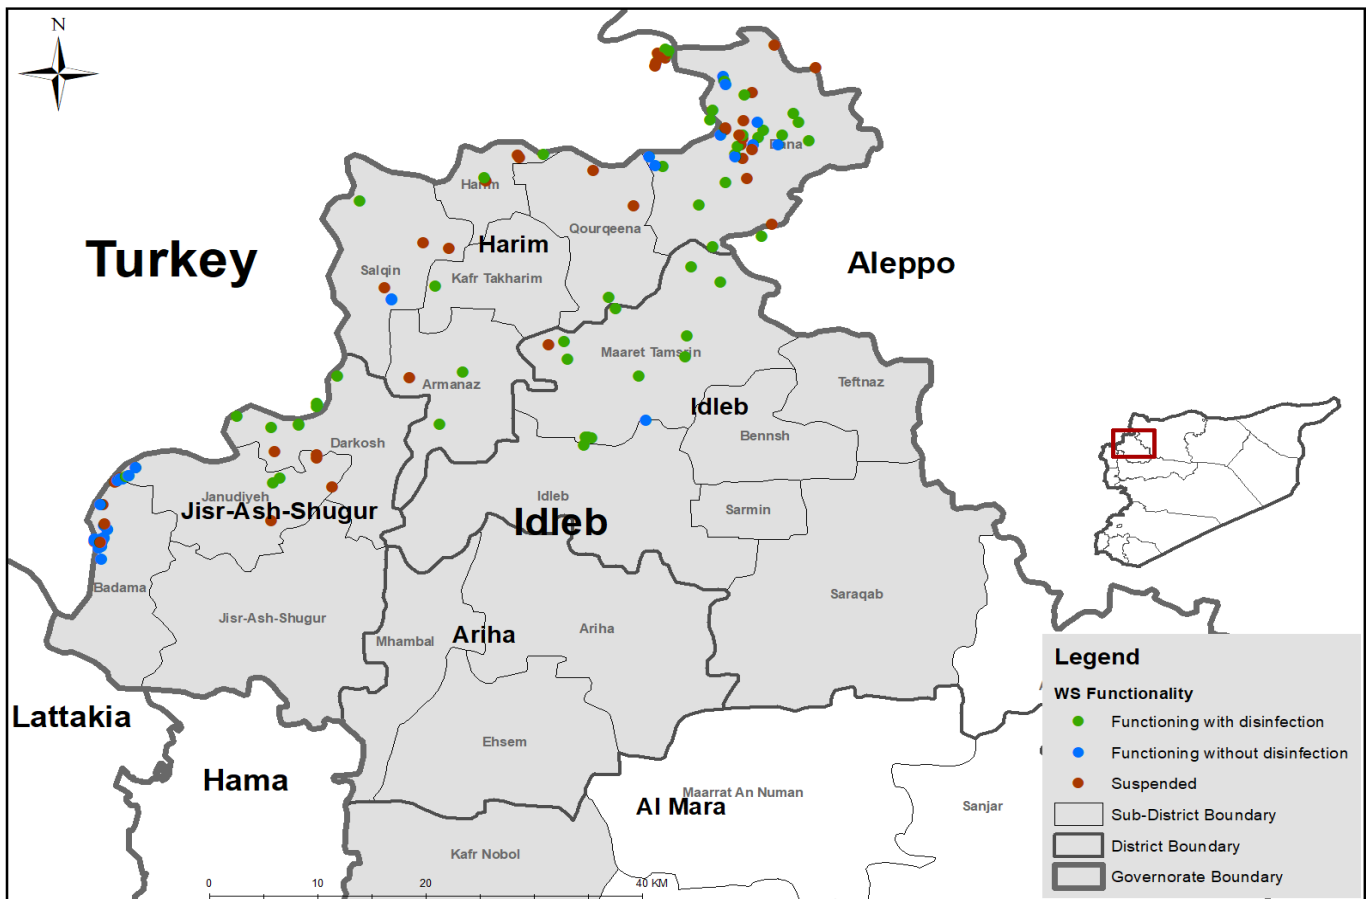 N
Turkey
Harim
Harim
Qourqeena
Salqin
Kafr Takharim
Aleppo
Maaret Tamsrin
Armanaz
Teftnaz
Idleb
Bennsh
Darkosh
Janudiyeh
Jisr-Ash-Shugur
Idleb
Idleb
Sarmin
Badama
Jisr-Ash-Shugur
Saraqab
Mhambal
Ariha
Ariha
Lattakia
Ehsem
Hama
Maarrat An Numan
Al Mara
Sanjar
Kafr Nobol
0 10 20 40 KM
Legend
WS Functionality
Functioning with disinfection
Functioning without disinfection
Suspended
Sub-District Boundary
District Boundary
Governorate Boundary